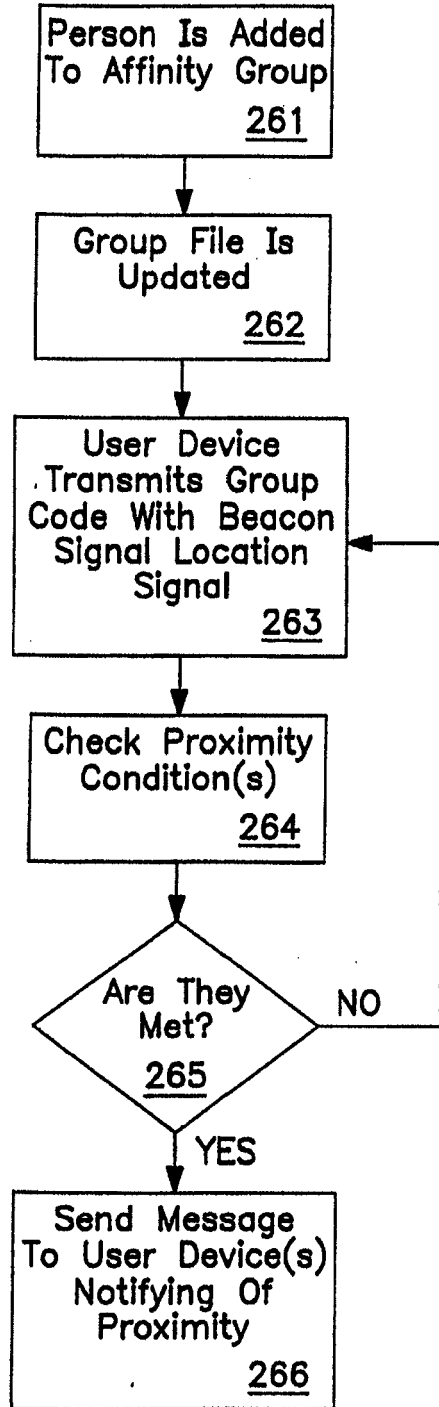 Person Is Added
To Affinity Group
261
Group File Is
Updated
262
User Device
Transmits Group
Code With Beacon
Signal Location
Signal
263
Check Proximity
Condition(s)
264
Are They
Met?
265
NO
YES
Send Message
To User Device(s)
Notifying Of
Proximity
266